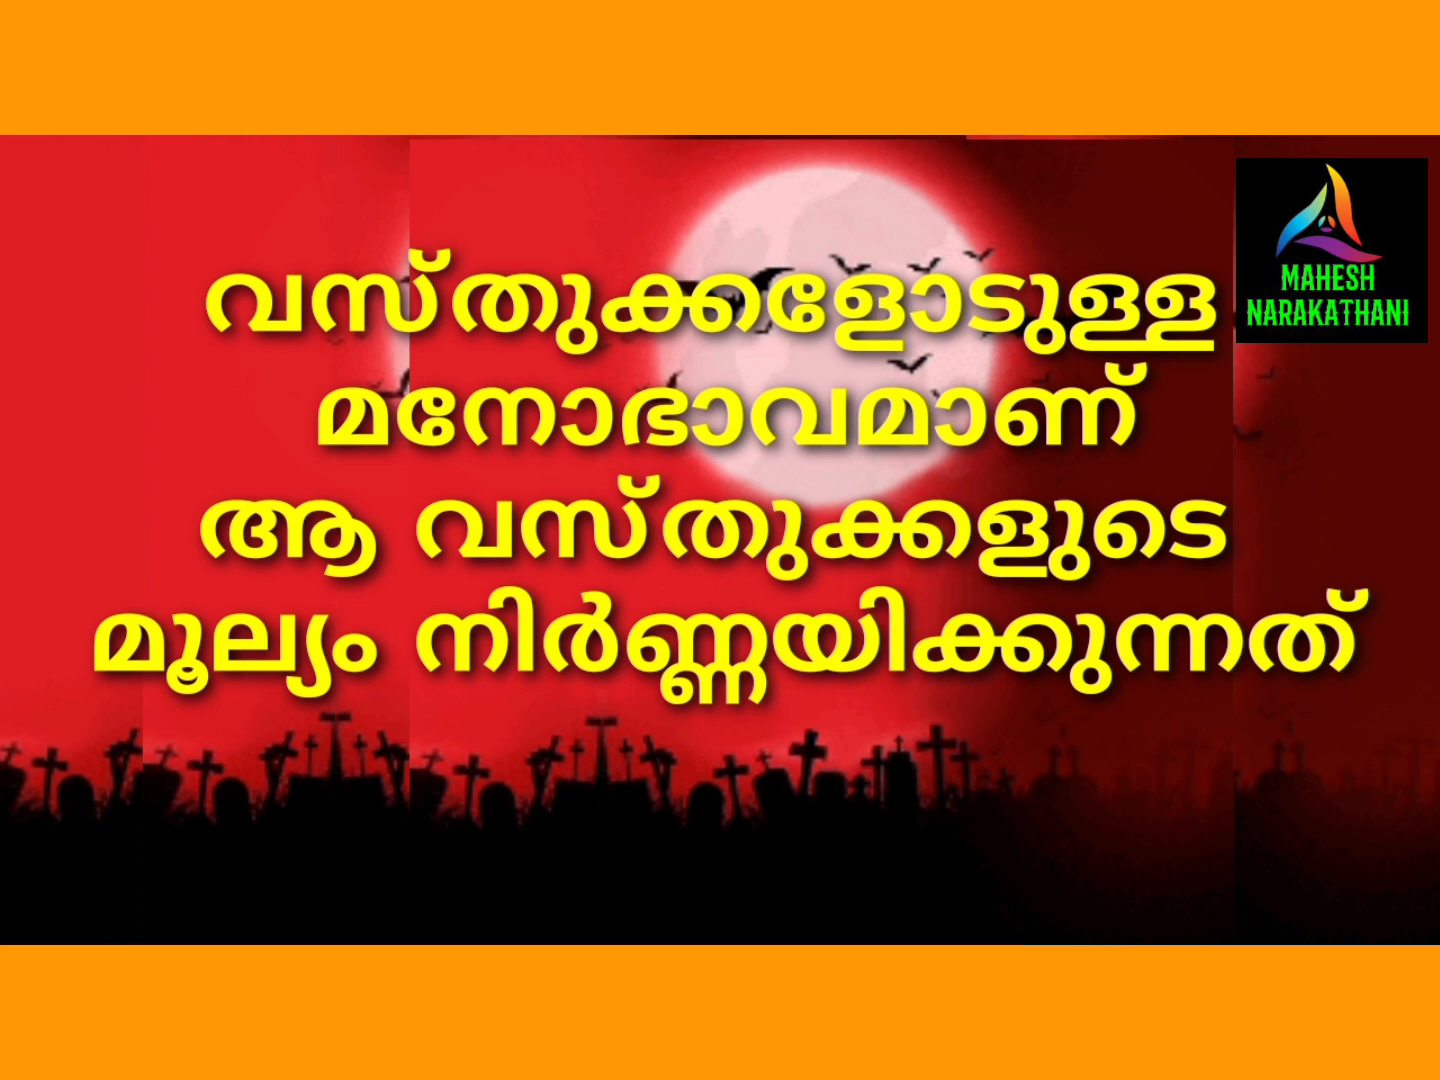 MAHESH
NARAKATHANI
വസ്തുക്കളോടുള്ള
മനോഭാവമാണ്
ആ വസ്തുക്കളുടെ
മൂല്യം നിർണ്ണയിക്കുന്നത്